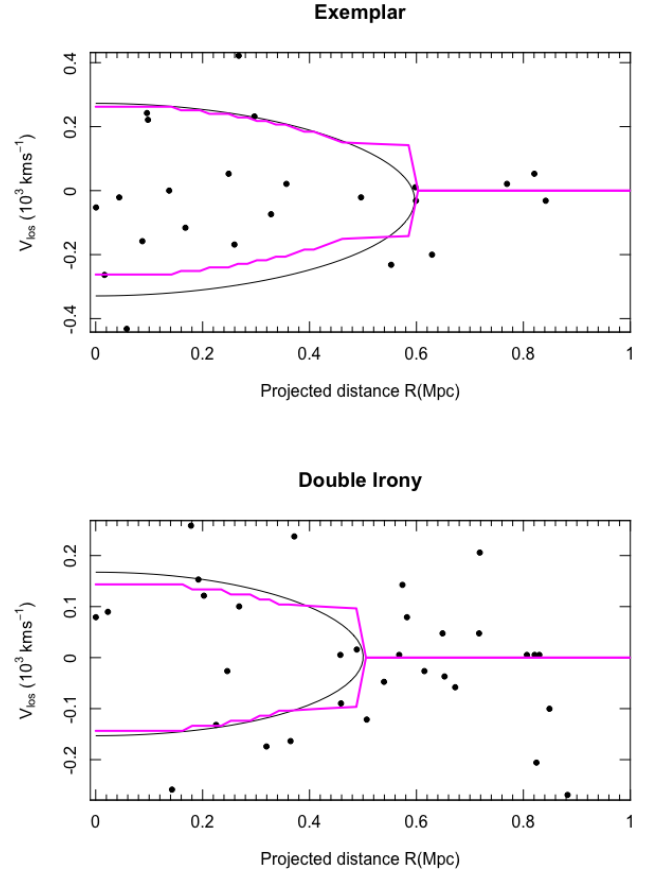 Exemplar
V_los (10³ kms⁻¹)
0.4
0.2
0
-0.2
-0.4
0 0.2 0.4 0.6 0.8 1
Projected distance R(Mpc)
Double Irony
V_los (10³ kms⁻¹)
0.2
0.1
0
-0.1
-0.2
0 0.2 0.4 0.6 0.8 1
Projected distance R(Mpc)